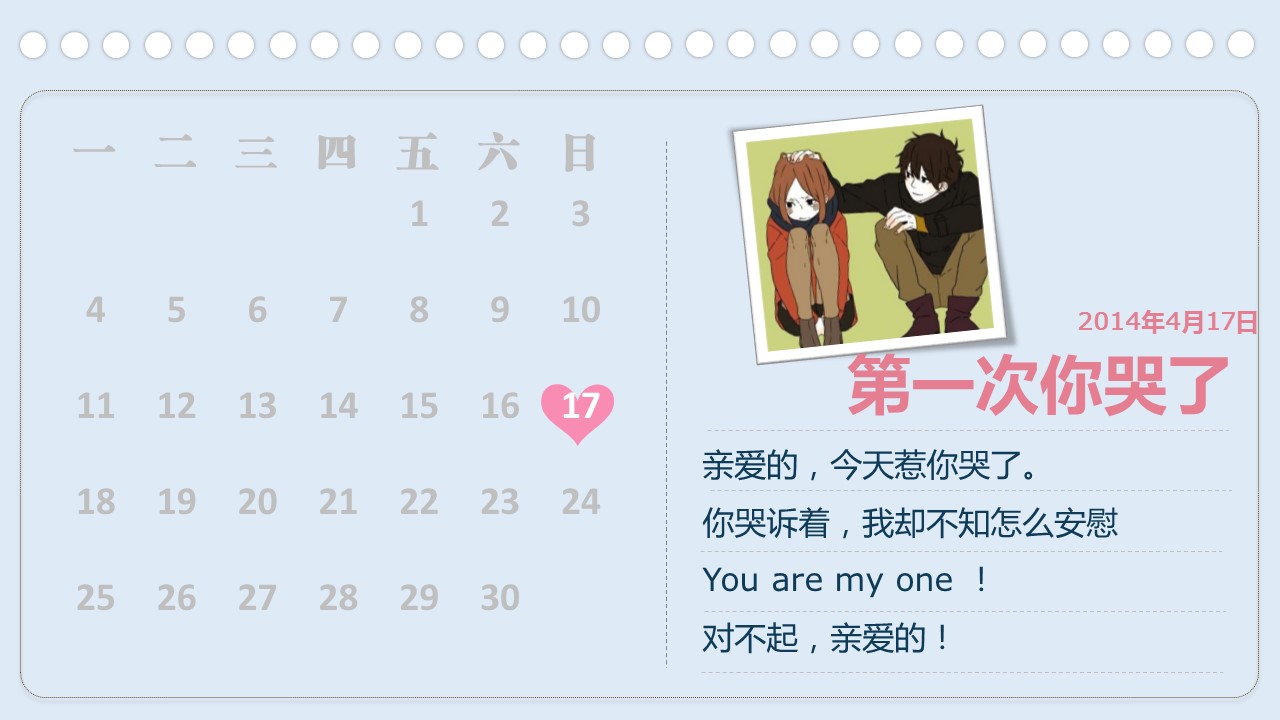 一 二 三 四 五 六 日
1 2 3
4 5 6 7 8 9 10
11 12 13 14 15 16 17
18 19 20 21 22 23 24
25 26 27 28 29 30
2014年4月17日
第一次你哭了
亲爱的，今天惹你哭了。
你哭诉着，我却不知怎么安慰
You are my one ！
对不起，亲爱的！